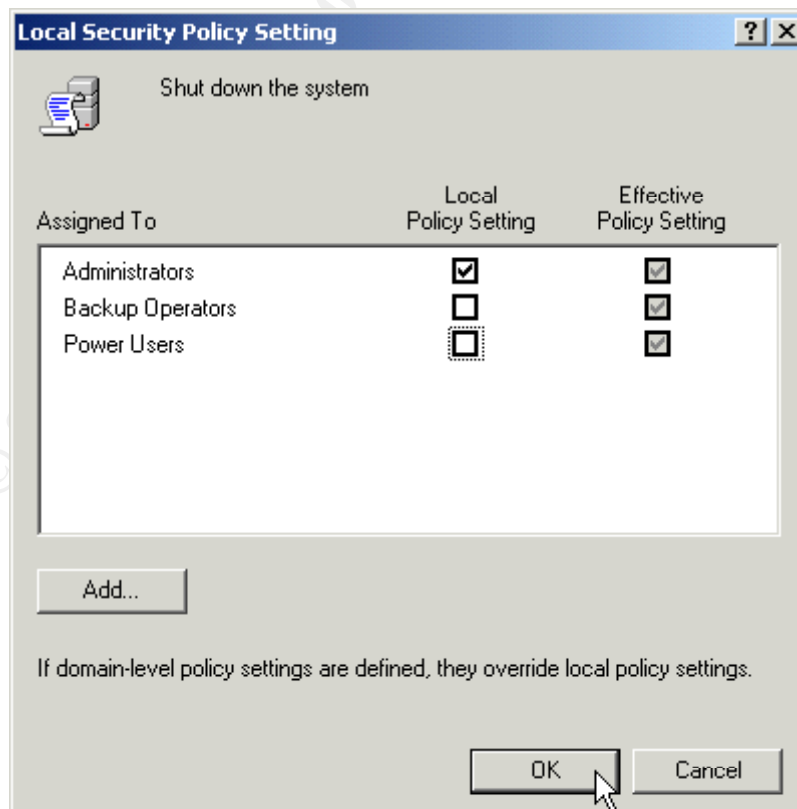 Local Security Policy Setting
Shut down the system
Assigned To
Local
Policy Setting
Effective
Policy Setting
Administrators
Backup Operators
Power Users
Add...
If domain-level policy settings are defined, they override local policy settings.
OK
Cancel